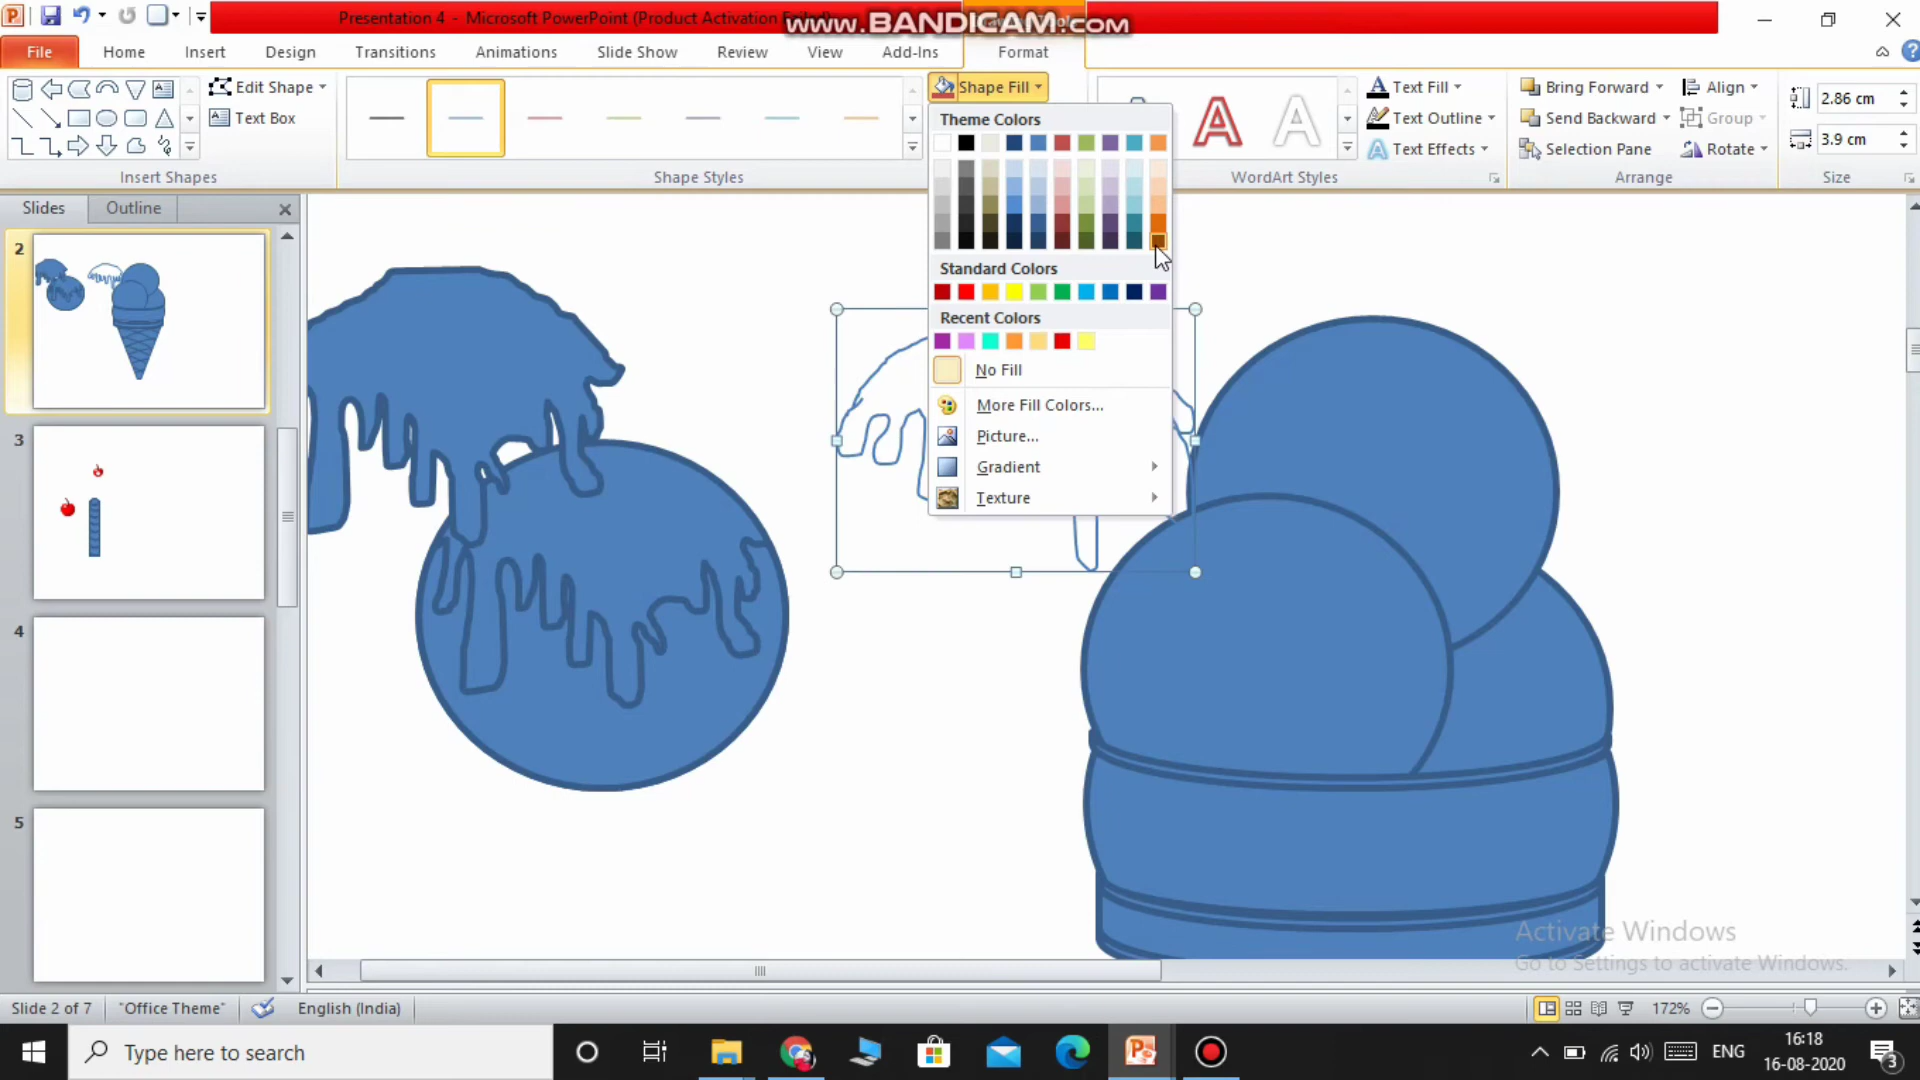 Presentation 4 - Microsoft PowerPoint (Product Activation
www.BANDICAM.com
File Home Insert Design Transitions Animations Slide Show Review View Add-Ins Format
Edit Shape
Text Box
Insert Shapes
Shape Styles
Shape Fill
Text Fill
Text Outline
Text Effects
WordArt Styles
Bring Forward
Send Backward
Selection Pane
Align
Group
Rotate
Arrange
2.86 cm
3.9 cm
Size
Theme Colors
Standard Colors
Recent Colors
No Fill
More Fill Colors...
Picture...
Gradient
Texture
Slides Outline
2
3
4
5
Activate Windows
Go to Settings to activate Windows.
Slide 2 of 7 "Office Theme" English (India) 172%
Type here to search
ENG
16:18
16-08-2020
3